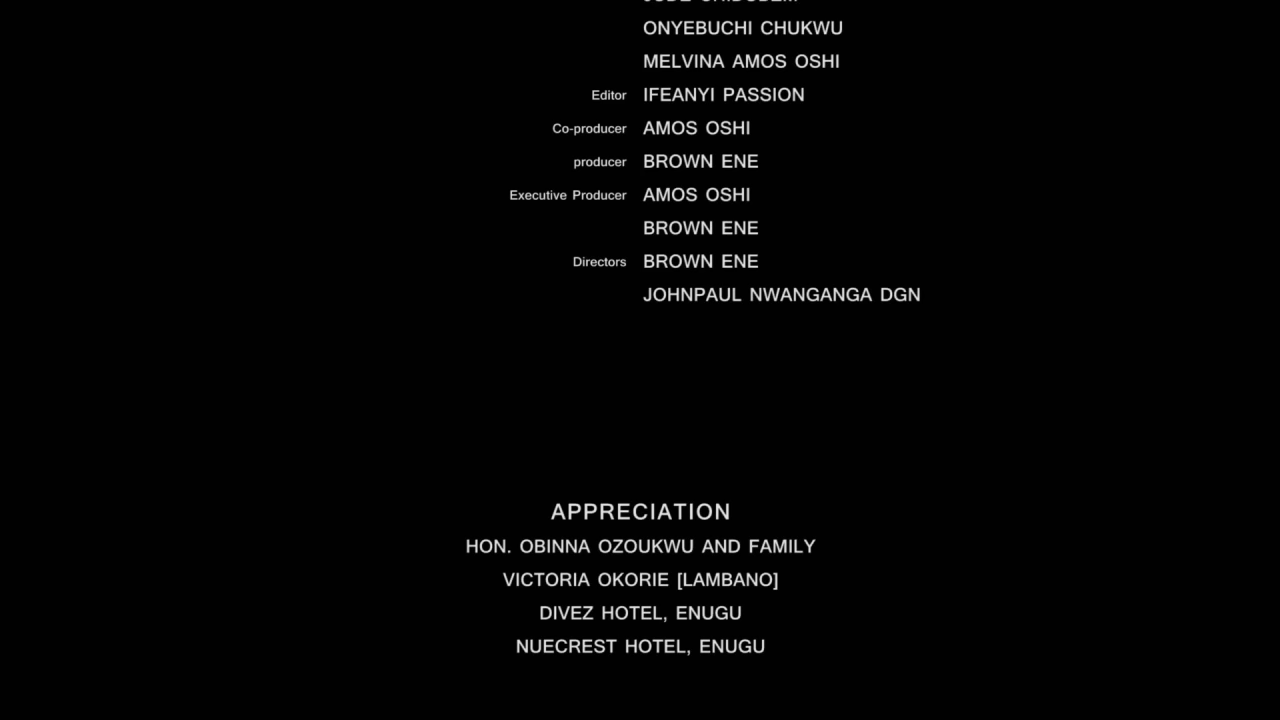 ONYEBUCHI CHUKWU
MELVINA AMOS OSHI
Editor IFEANYI PASSION
Co-producer AMOS OSHI
producer BROWN ENE
Executive Producer AMOS OSHI
BROWN ENE
Directors BROWN ENE
JOHNPAUL NWANGANGA DGN
APPRECIATION
HON. OBINNA OZOUKWU AND FAMILY
VICTORIA OKORIE [LAMBANO]
DIVEZ HOTEL, ENUGU
NUECREST HOTEL, ENUGU